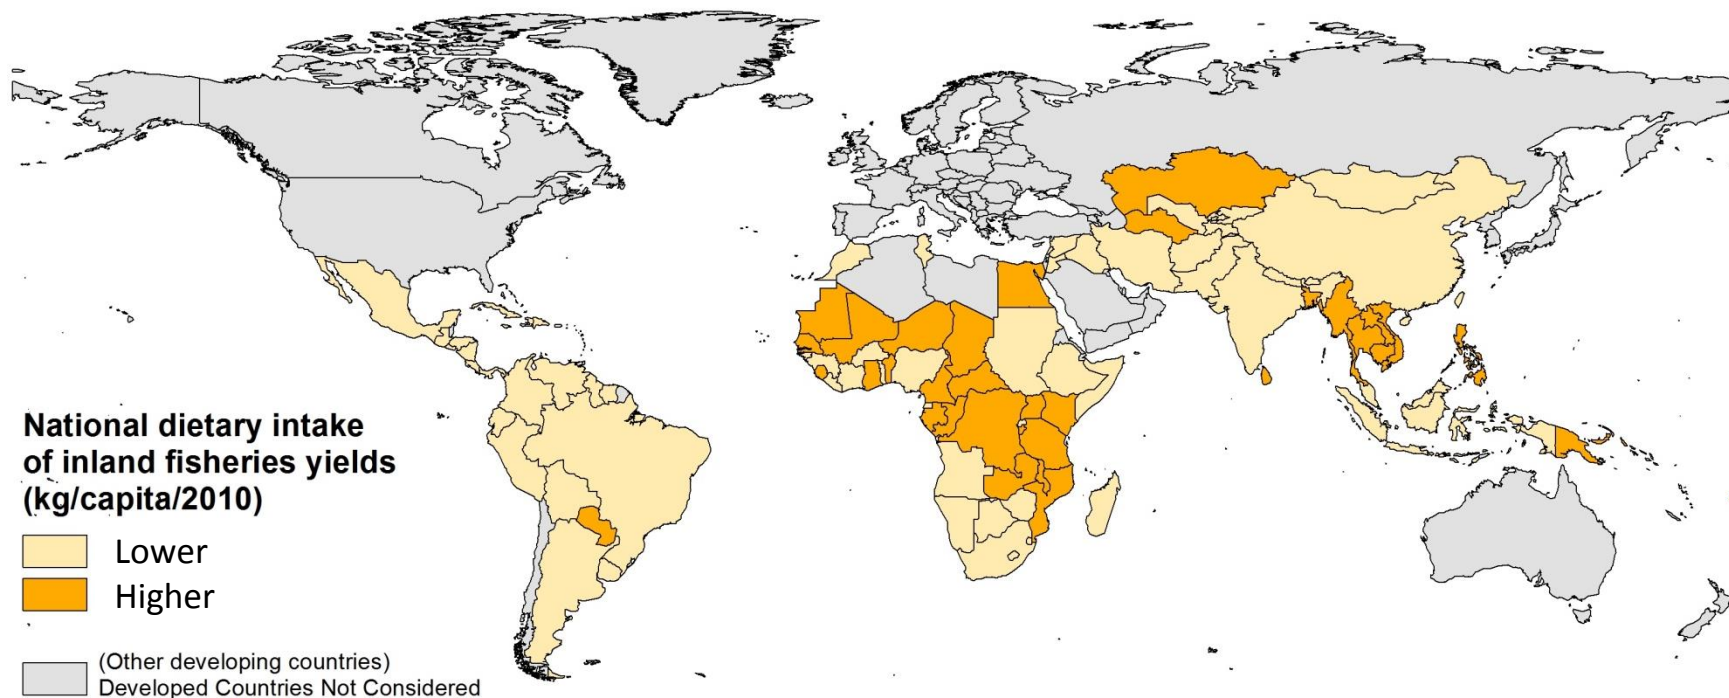 National dietary intake
of inland fisheries yields
(kg/capita/2010)
Lower
Higher
(Other developing countries)
Developed Countries Not Considered